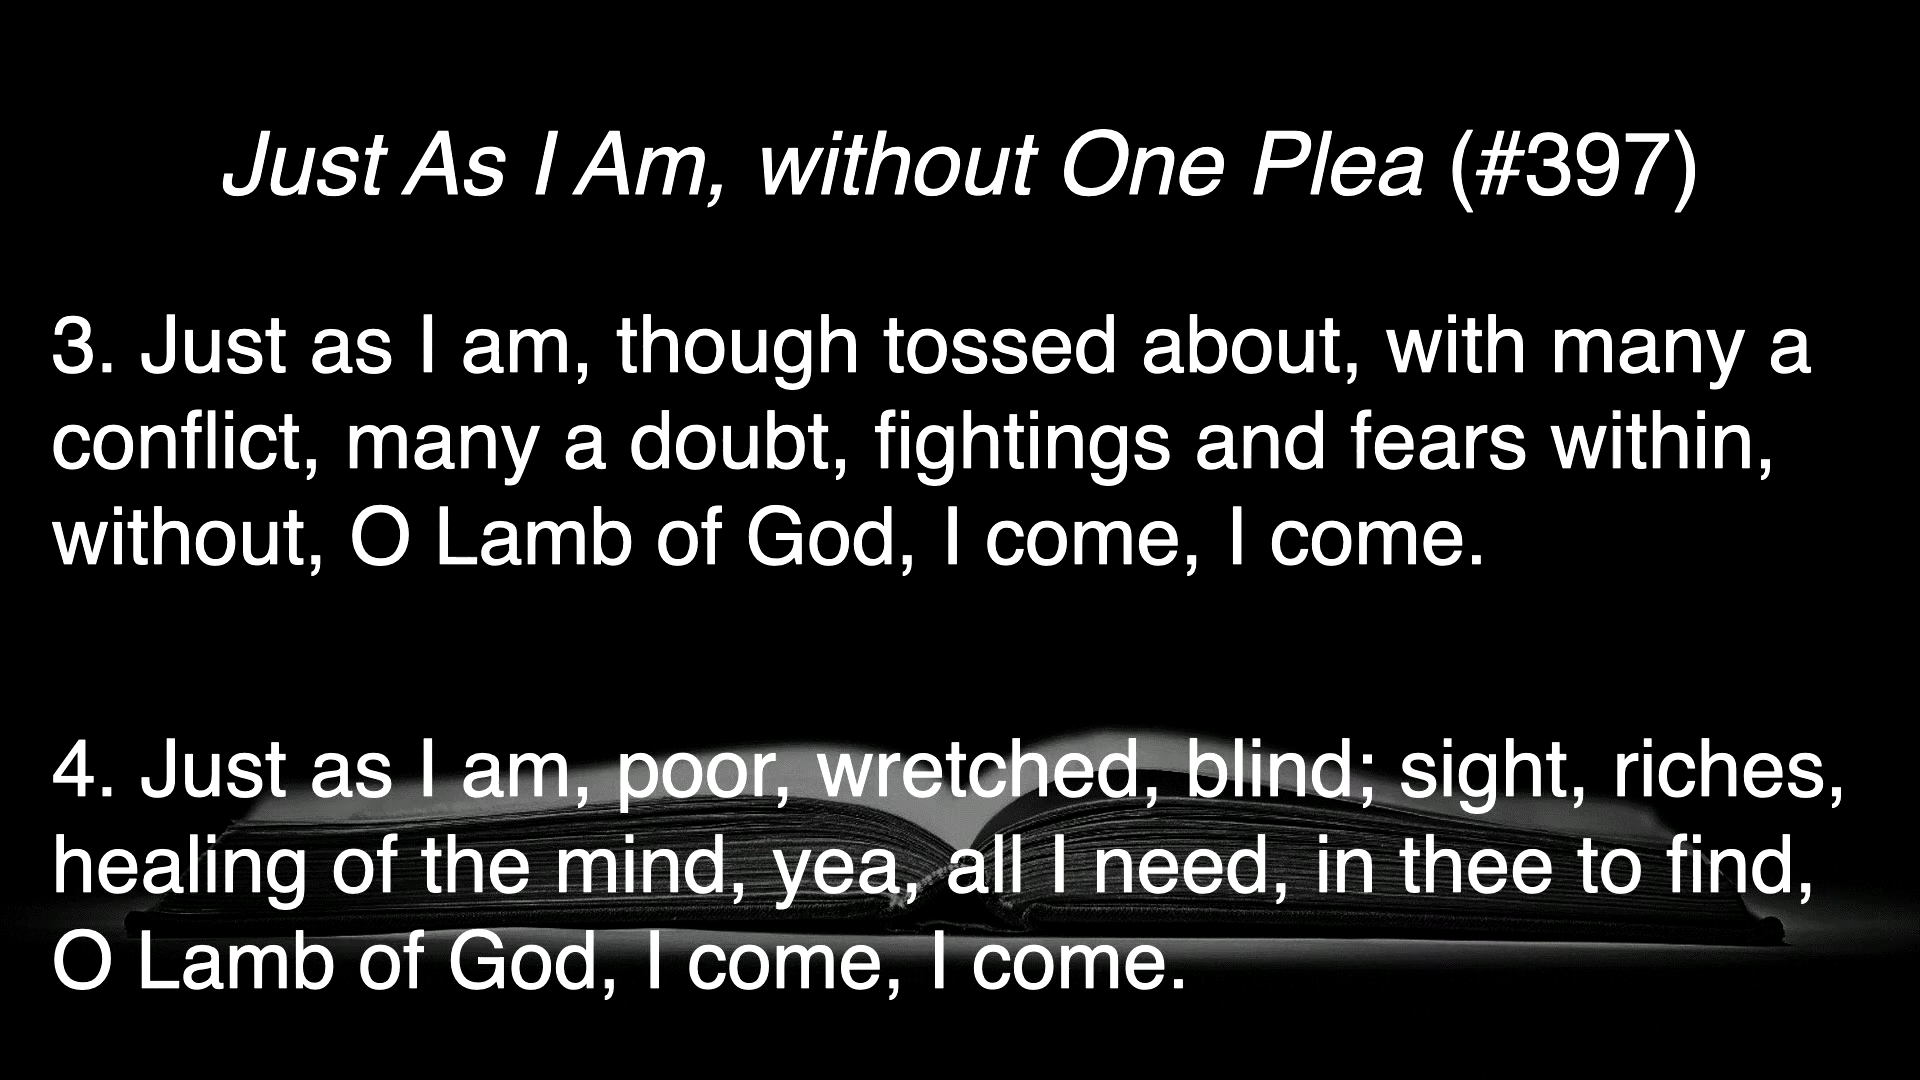 Just As I Am, without One Plea (#397)
3. Just as I am, though tossed about, with many a
conflict, many a doubt, fightings and fears within,
without, O Lamb of God, I come, I come.
4. Just as I am, poor, wretched, blind; sight, riches,
healing of the mind, yea, all I need, in thee to find,
O Lamb of God, I come, I come.